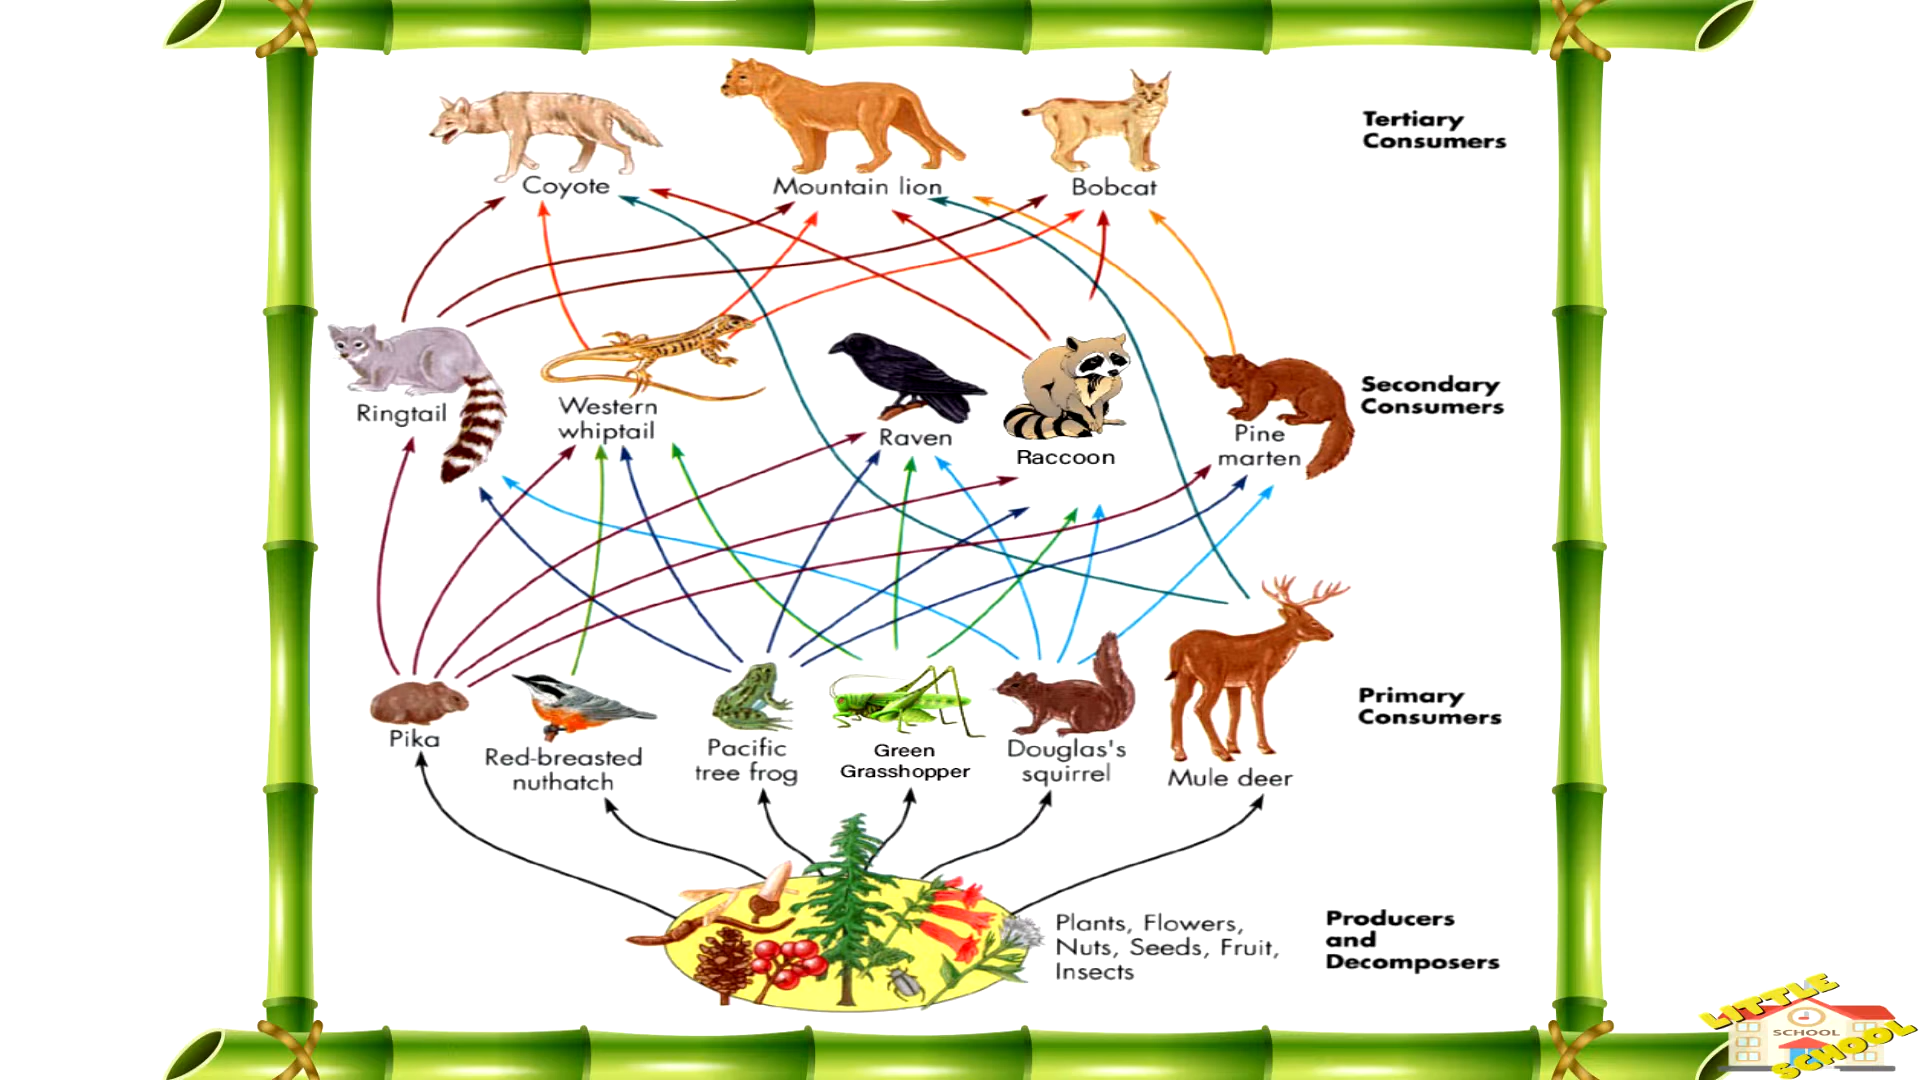 Tertiary
Consumers
Coyote
Mountain lion
Bobcat
Secondary
Consumers
Ringtail
Western
whiptail
Raven
Raccoon
Pine
marten
Primary
Consumers
Pika
Red-breasted
nuthatch
Pacific
tree frog
Green
Grasshopper
Douglas's
squirrel
Mule deer
Plants, Flowers,
Nuts, Seeds, Fruit,
Insects
Producers
and
Decomposers
LITTLE
SCHOOL
SCHOOL